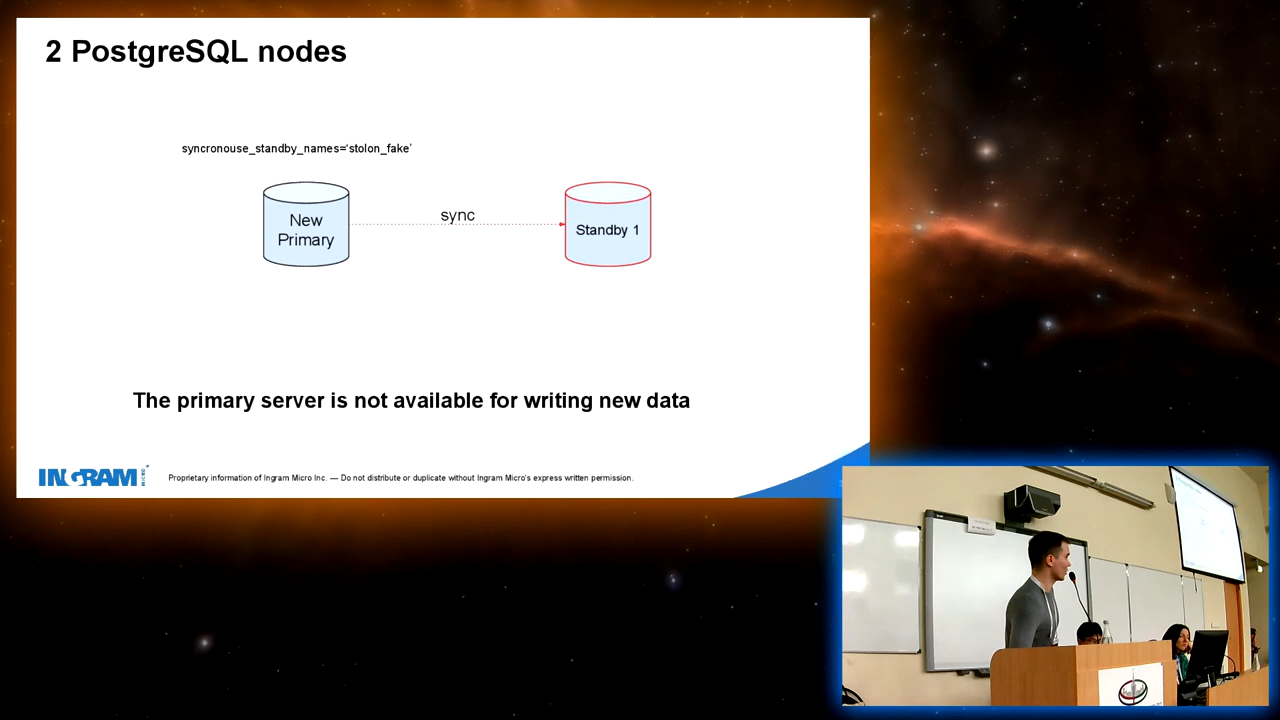 2 PostgreSQL nodes
syncronouse_standby_names=‘stolon_fake’
New
Primary
sync
Standby 1
The primary server is not available for writing new data
INGRAM
MICRO
Proprietary information of Ingram Micro Inc. — Do not distribute or duplicate without Ingram Micro's express written permission.